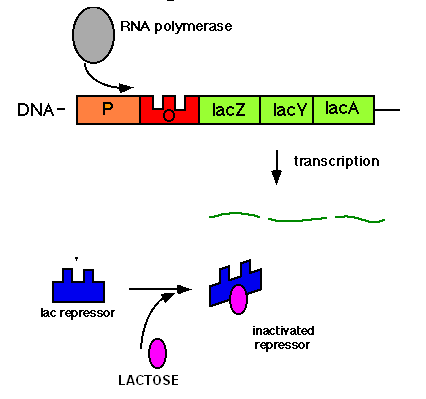 RNA polymerase
DNA
P
lacZ
lacY
lacA
transcription
lac repressor
inactivated
repressor
LACTOSE